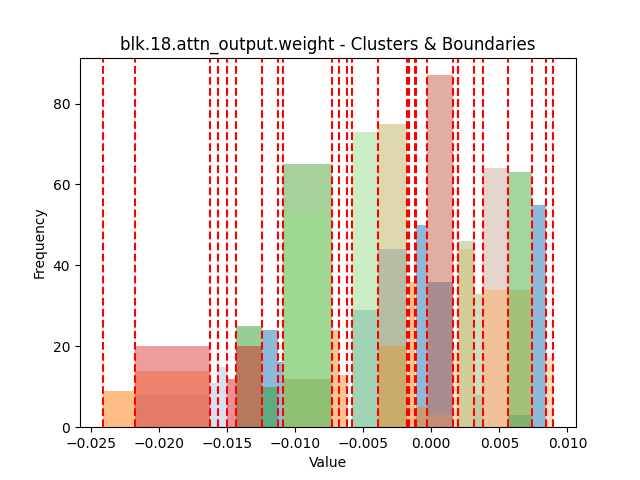 blk.18.attn_output.weight - Clusters & Boundaries
Frequency
80
60
40
20
0
−0.025 −0.020 −0.015 −0.010 −0.005 0.000 0.005 0.010
Value